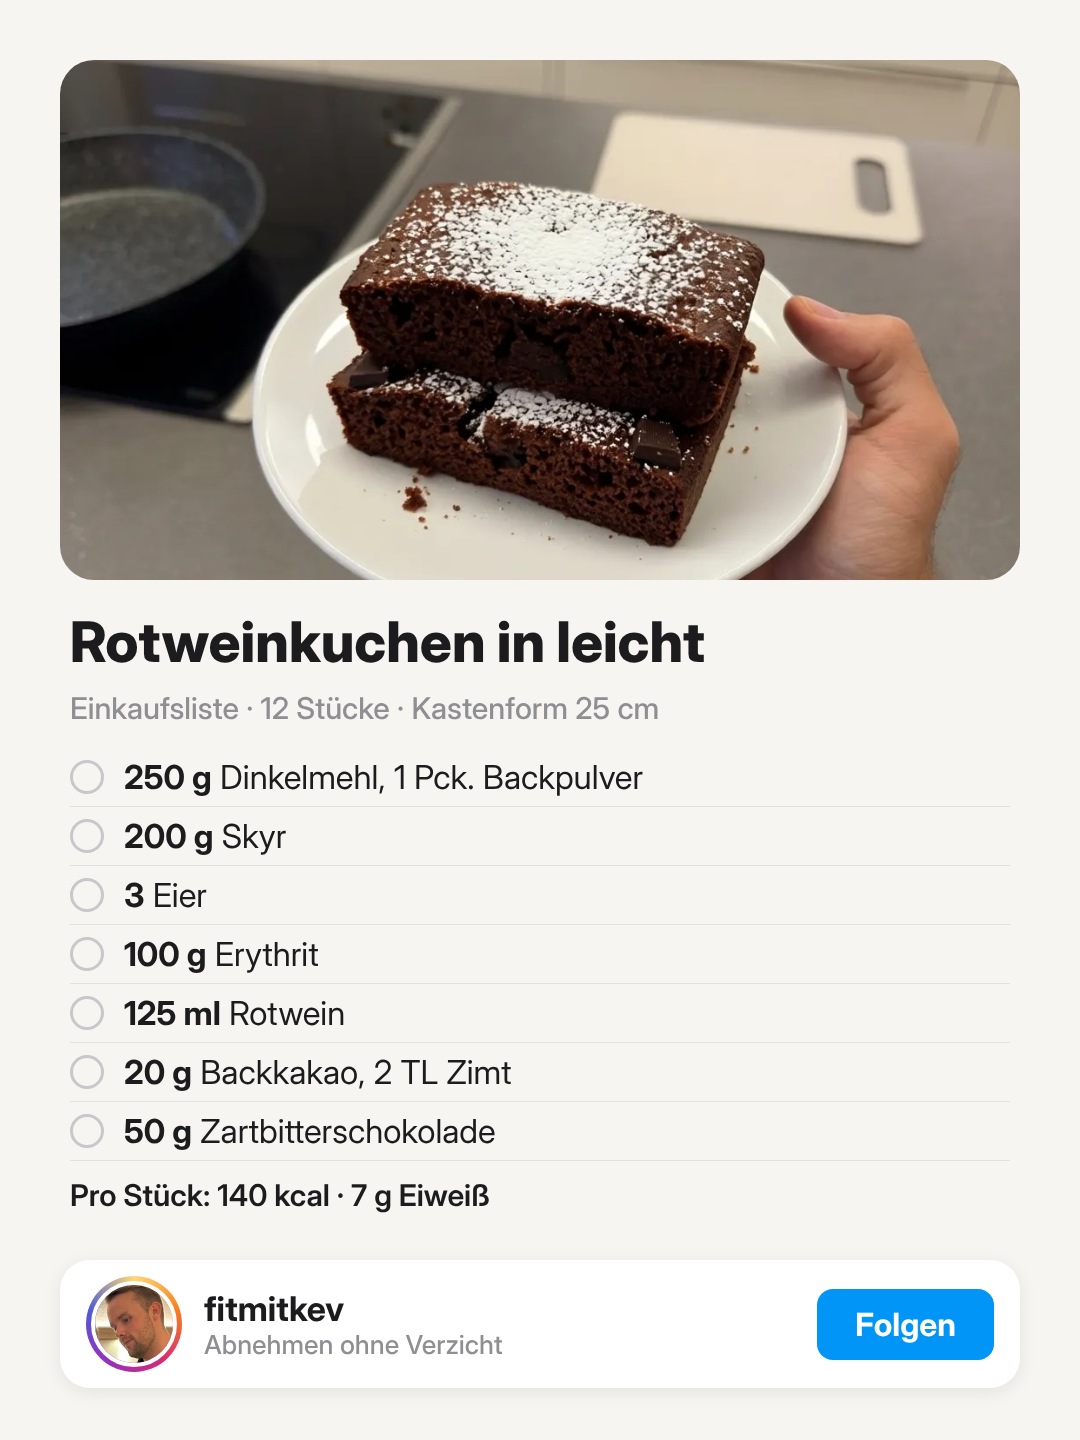 Rotweinkuchen in leicht
Einkaufsliste · 12 Stücke · Kastenform 25 cm
250 g Dinkelmehl, 1 Pck. Backpulver
200 g Skyr
3 Eier
100 g Erythrit
125 ml Rotwein
20 g Backkakao, 2 TL Zimt
50 g Zartbitterschokolade
Pro Stück: 140 kcal · 7 g Eiweiß
fitmitkev
Abnehmen ohne Verzicht
Folgen